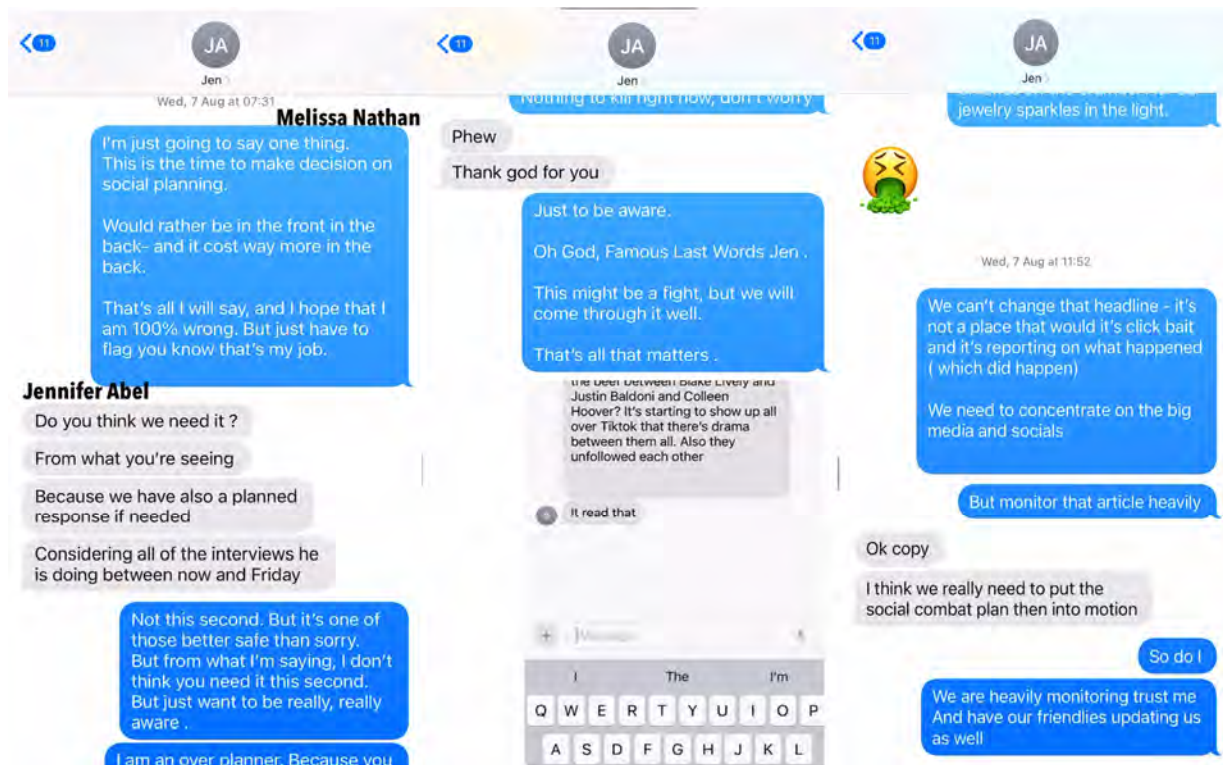 11
JA
Jen
Wed, 7 Aug at 07:31
Melissa Nathan
I'm just going to say one thing.
This is the time to make decision on
social planning.
Would rather be in the front in the
back– and it cost way more in the
back.
That's all I will say, and I hope that I
am 100% wrong. But just have to
flag you know that's my job.
Jennifer Abel
Do you think we need it ?
From what you're seeing
Because we have also a planned
response if needed
Considering all of the interviews he
is doing between now and Friday
Not this second. But it's one of
those better safe than sorry.
But from what I'm saying, I don't
think you need it this second.
But just want to be really, really
aware .
I am an over planner. Because you
11
JA
Jen
Nothing to kill right now, don't worry
Phew
Thank god for you
Just to be aware.
Oh God, Famous Last Words Jen .
This might be a fight, but we will
come through it well.
That's all that matters .
the beef between Blake Lively and
Justin Baldoni and Colleen
Hoover? It's starting to show up all
over Tiktok that there's drama
between them all. Also they
unfollowed each other
It read that
iMessage
I The I'm
Q W E R T Y U I O P
A S D F G H J K L
11
JA
Jen
jewelry sparkles in the light.
Wed, 7 Aug at 11:52
We can't change that headline - it's
not a place that would it's click bait
and it's reporting on what happened
( which did happen)
We need to concentrate on the big
media and socials
But monitor that article heavily
Ok copy
I think we really need to put the
social combat plan then into motion
So do I
We are heavily monitoring trust me
And have our friendlies updating us
as well